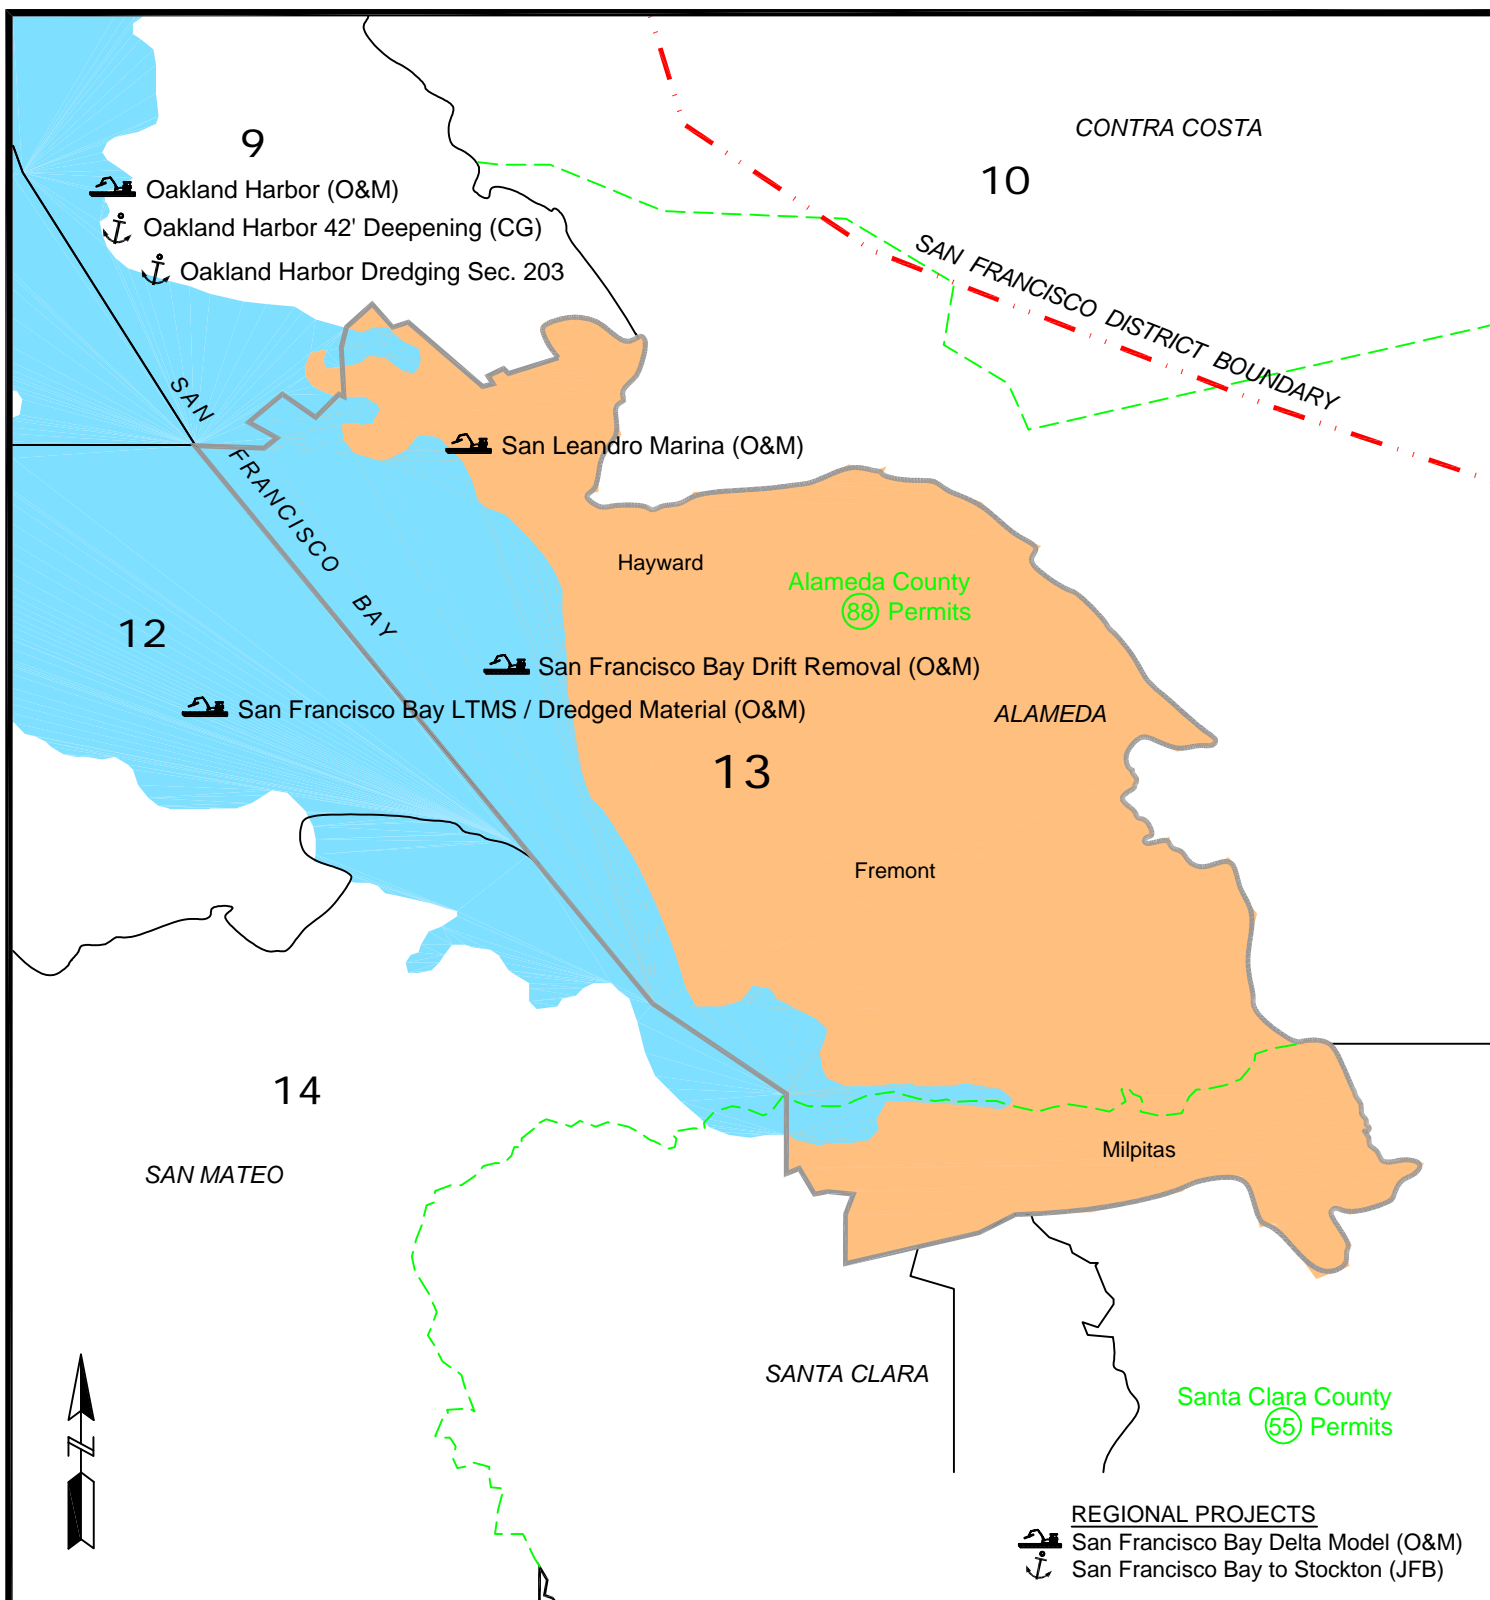 CONTRA COSTA
9
10
Oakland Harbor (O&M)
Oakland Harbor 42' Deepening (CG)
Oakland Harbor Dredging Sec. 203
SAN FRANCISCO DISTRICT BOUNDARY
SAN FRANCISCO BAY
San Leandro Marina (O&M)
Hayward
Alameda County
88 Permits
12
San Francisco Bay Drift Removal (O&M)
San Francisco Bay LTMS / Dredged Material (O&M)
ALAMEDA
13
Fremont
14
Milpitas
SAN MATEO
SANTA CLARA
Santa Clara County
55 Permits
N
REGIONAL PROJECTS
San Francisco Bay Delta Model (O&M)
San Francisco Bay to Stockton (JFB)